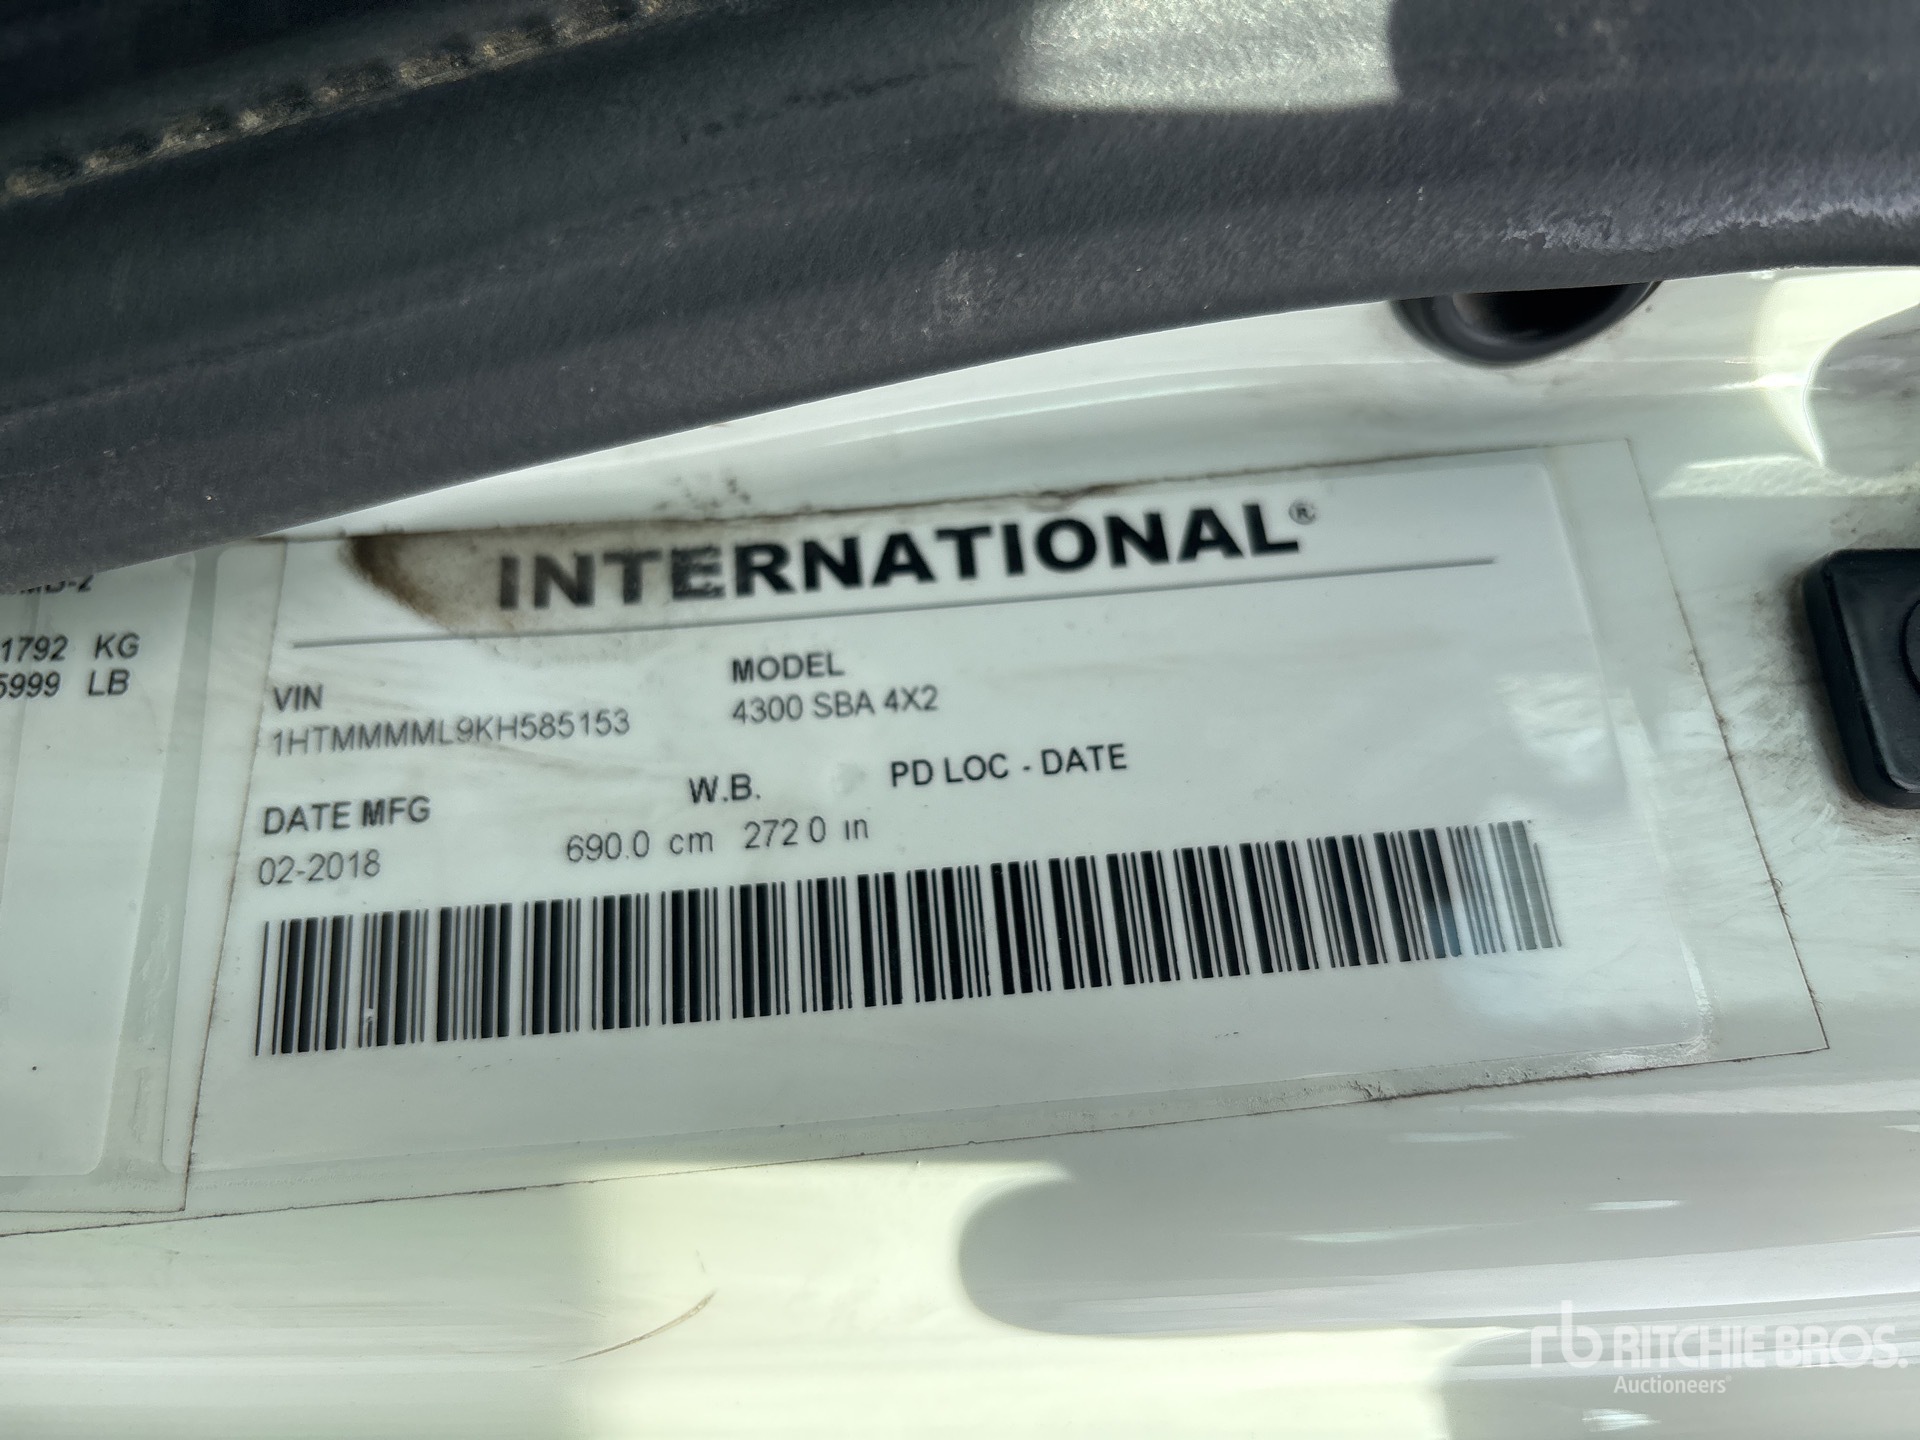 INTERNATIONAL®
1792 KG
5999 LB
VIN
1HTMMMML9KH585153
MODEL
4300 SBA 4X2
DATE MFG
02-2018
W.B.
690.0 cm 272 0 in
PD LOC - DATE
rb RITCHIE BROS.
Auctioneers